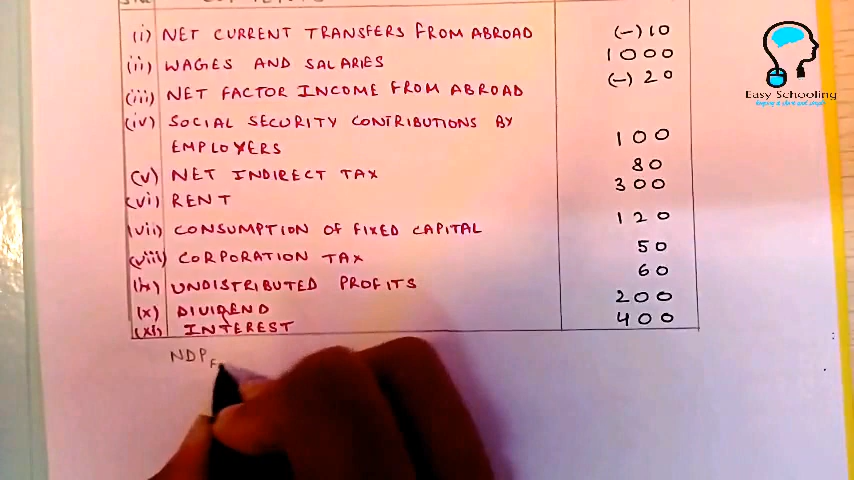 (i) NET CURRENT TRANSFERS FROM ABROAD (-) 10
(ii) WAGES AND SALARIES 1000
(iii) NET FACTOR INCOME FROM ABROAD (-) 20
(iv) SOCIAL SECURITY CONTRIBUTIONS BY
EMPLOYERS 100
(v) NET INDIRECT TAX 80
(vi) RENT 300
(vii) CONSUMPTION OF FIXED CAPITAL 120
(viii) CORPORATION TAX 50
(ix) UNDISTRIBUTED PROFITS 60
(x) DIVIDEND 200
(xi) INTEREST 400
NDPF
Easy Schooling